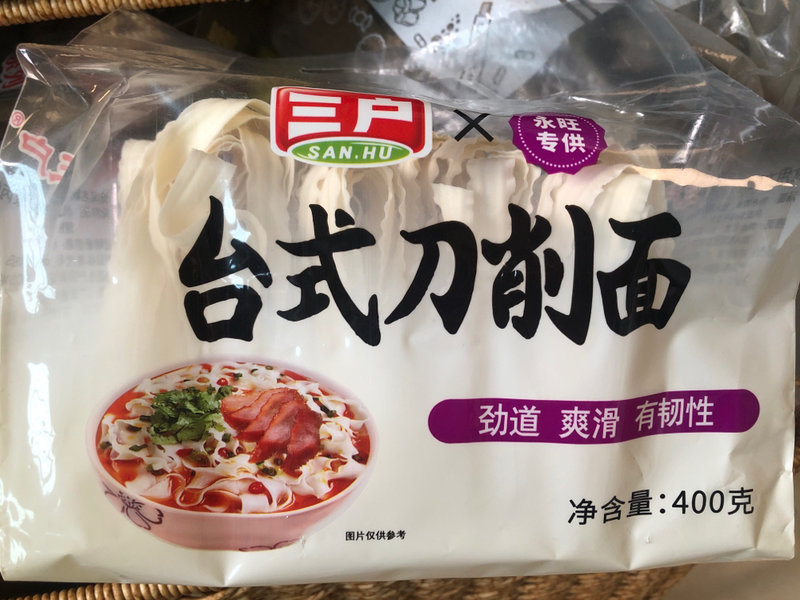 三户
SAN.HU
×
永旺
专供
台式刀削面
劲道 爽滑 有韧性
净含量:400克
图片仅供参考